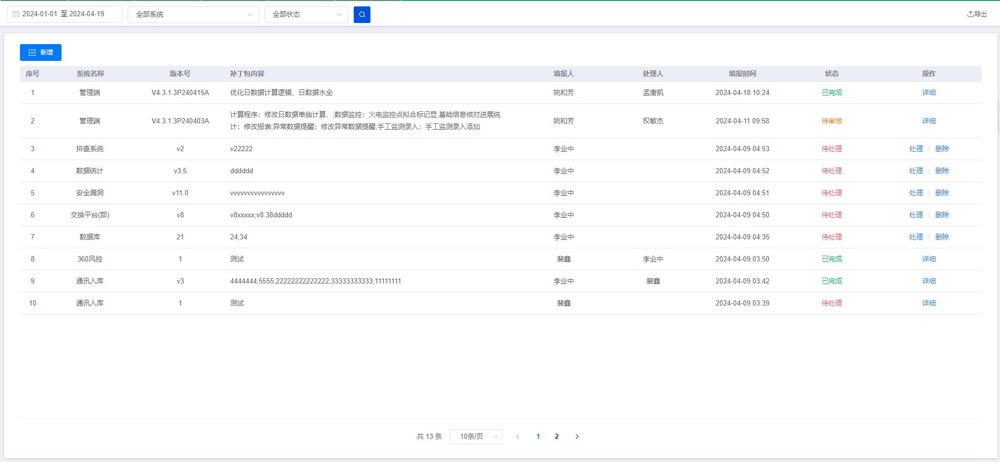 2024-01-01 至 2024-04-19 全部系统 全部状态 导出
新增
序号 系统名称 版本号 补丁包内容 填报人 处理人 填报时间 状态 操作
1 管理端 V4.3.1.3P240415A 优化日数据计算逻辑、日数据水全 姚和芳 孟唐凯 2024-04-18 10:24 已完成 详细
2 管理端 V4.3.1.3P240403A 计算程序：修改日数据单独计算，;数据监控：火电监控点拟合标记显;基础信息核对进展统
计：修改报表;异常数据提醒：修改异常数据提醒;手工监测录入：手工监测录入添加 姚和芳 权敏杰 2024-04-11 09:58 待审核 详细
3 排查系统 v2 v22222 李业中 2024-04-09 04:53 待处理 处理 | 删除
4 数据统计 v3.5 dddddd 李业中 2024-04-09 04:52 待处理 处理 | 删除
5 安全漏洞 v11.0 vvvvvvvvvvvvvvvv 李业中 2024-04-09 04:51 待处理 处理 | 删除
6 交换平台(部) v8 v8xxxxx;v8.38ddddd 李业中 2024-04-09 04:50 待处理 处理 | 删除
7 数据库 21 24;34 李业中 2024-04-09 04:35 待处理 处理 | 删除
8 360风控 1 测试 裴鑫 李业中 2024-04-09 03:50 已完成 详细
9 通讯入库 v3 4444444;5555;22222222222222;33333333333;11111111 李业中 裴鑫 2024-04-09 03:42 已完成 详细
10 通讯入库 1 测试 裴鑫 2024-04-09 03:39 待处理 详细
共 13 条 10条/页 1 2